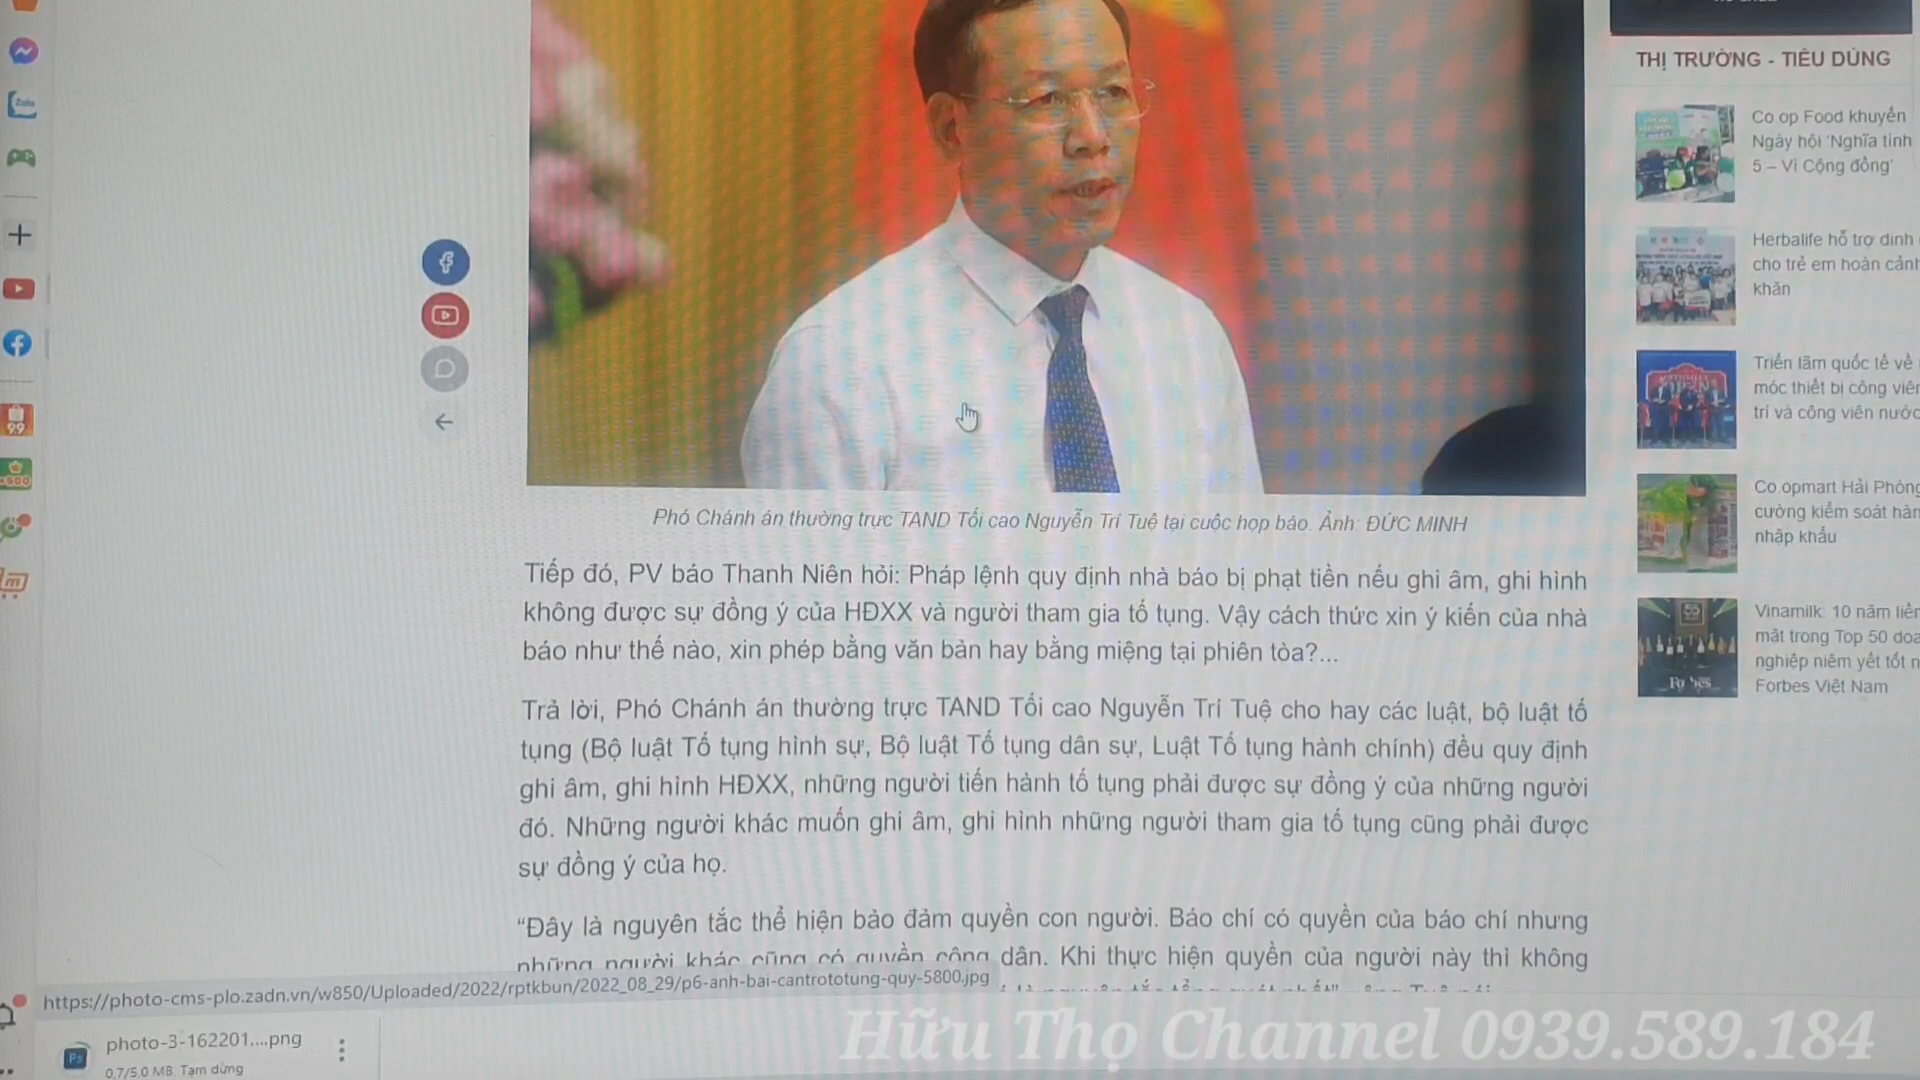 THỊ TRƯỜNG - TIÊU DÙNG
Co.op Food khuyến
Ngày hội 'Nghĩa tình
5 – Vì Cộng đồng'
Herbalife hỗ trợ dinh
cho trẻ em hoàn cảnh
khăn
Triển lãm quốc tế về
móc thiết bị công viên
trí và công viên nước
Co.opmart Hải Phòng
cường kiểm soát hàn
nhập khẩu
Vinamilk: 10 năm liền
mặt trong Top 50 doa
nghiệp niêm yết tốt n
Forbes Việt Nam
Zalo
99
Phó Chánh án thường trực TAND Tối cao Nguyễn Trí Tuệ tại cuộc họp báo. Ảnh: ĐỨC MINH
Tiếp đó, PV báo Thanh Niên hỏi: Pháp lệnh quy định nhà báo bị phạt tiền nếu ghi âm, ghi hình
không được sự đồng ý của HĐXX và người tham gia tố tụng. Vậy cách thức xin ý kiến của nhà
báo như thế nào, xin phép bằng văn bản hay bằng miệng tại phiên tòa?...
Trả lời, Phó Chánh án thường trực TAND Tối cao Nguyễn Trí Tuệ cho hay các luật, bộ luật tố
tụng (Bộ luật Tố tụng hình sự, Bộ luật Tố tụng dân sự, Luật Tố tụng hành chính) đều quy định
ghi âm, ghi hình HĐXX, những người tiến hành tố tụng phải được sự đồng ý của những người
đó. Những người khác muốn ghi âm, ghi hình những người tham gia tố tụng cũng phải được
sự đồng ý của họ.
“Đây là nguyên tắc thể hiện bảo đảm quyền con người. Báo chí có quyền của báo chí nhưng
những người khác cũng có quyền công dân. Khi thực hiện quyền của người này thì không
https://photo-cms-plo.zadn.vn/w850/Uploaded/2022/rptkbun/2022_08_29/p6-anh-bai-cantrototung-quy-5800.jpg
photo-3-162201....png
0,7/5,0 MB, Tạm dừng
Ps
Hữu Thọ Channel 0939.589.184